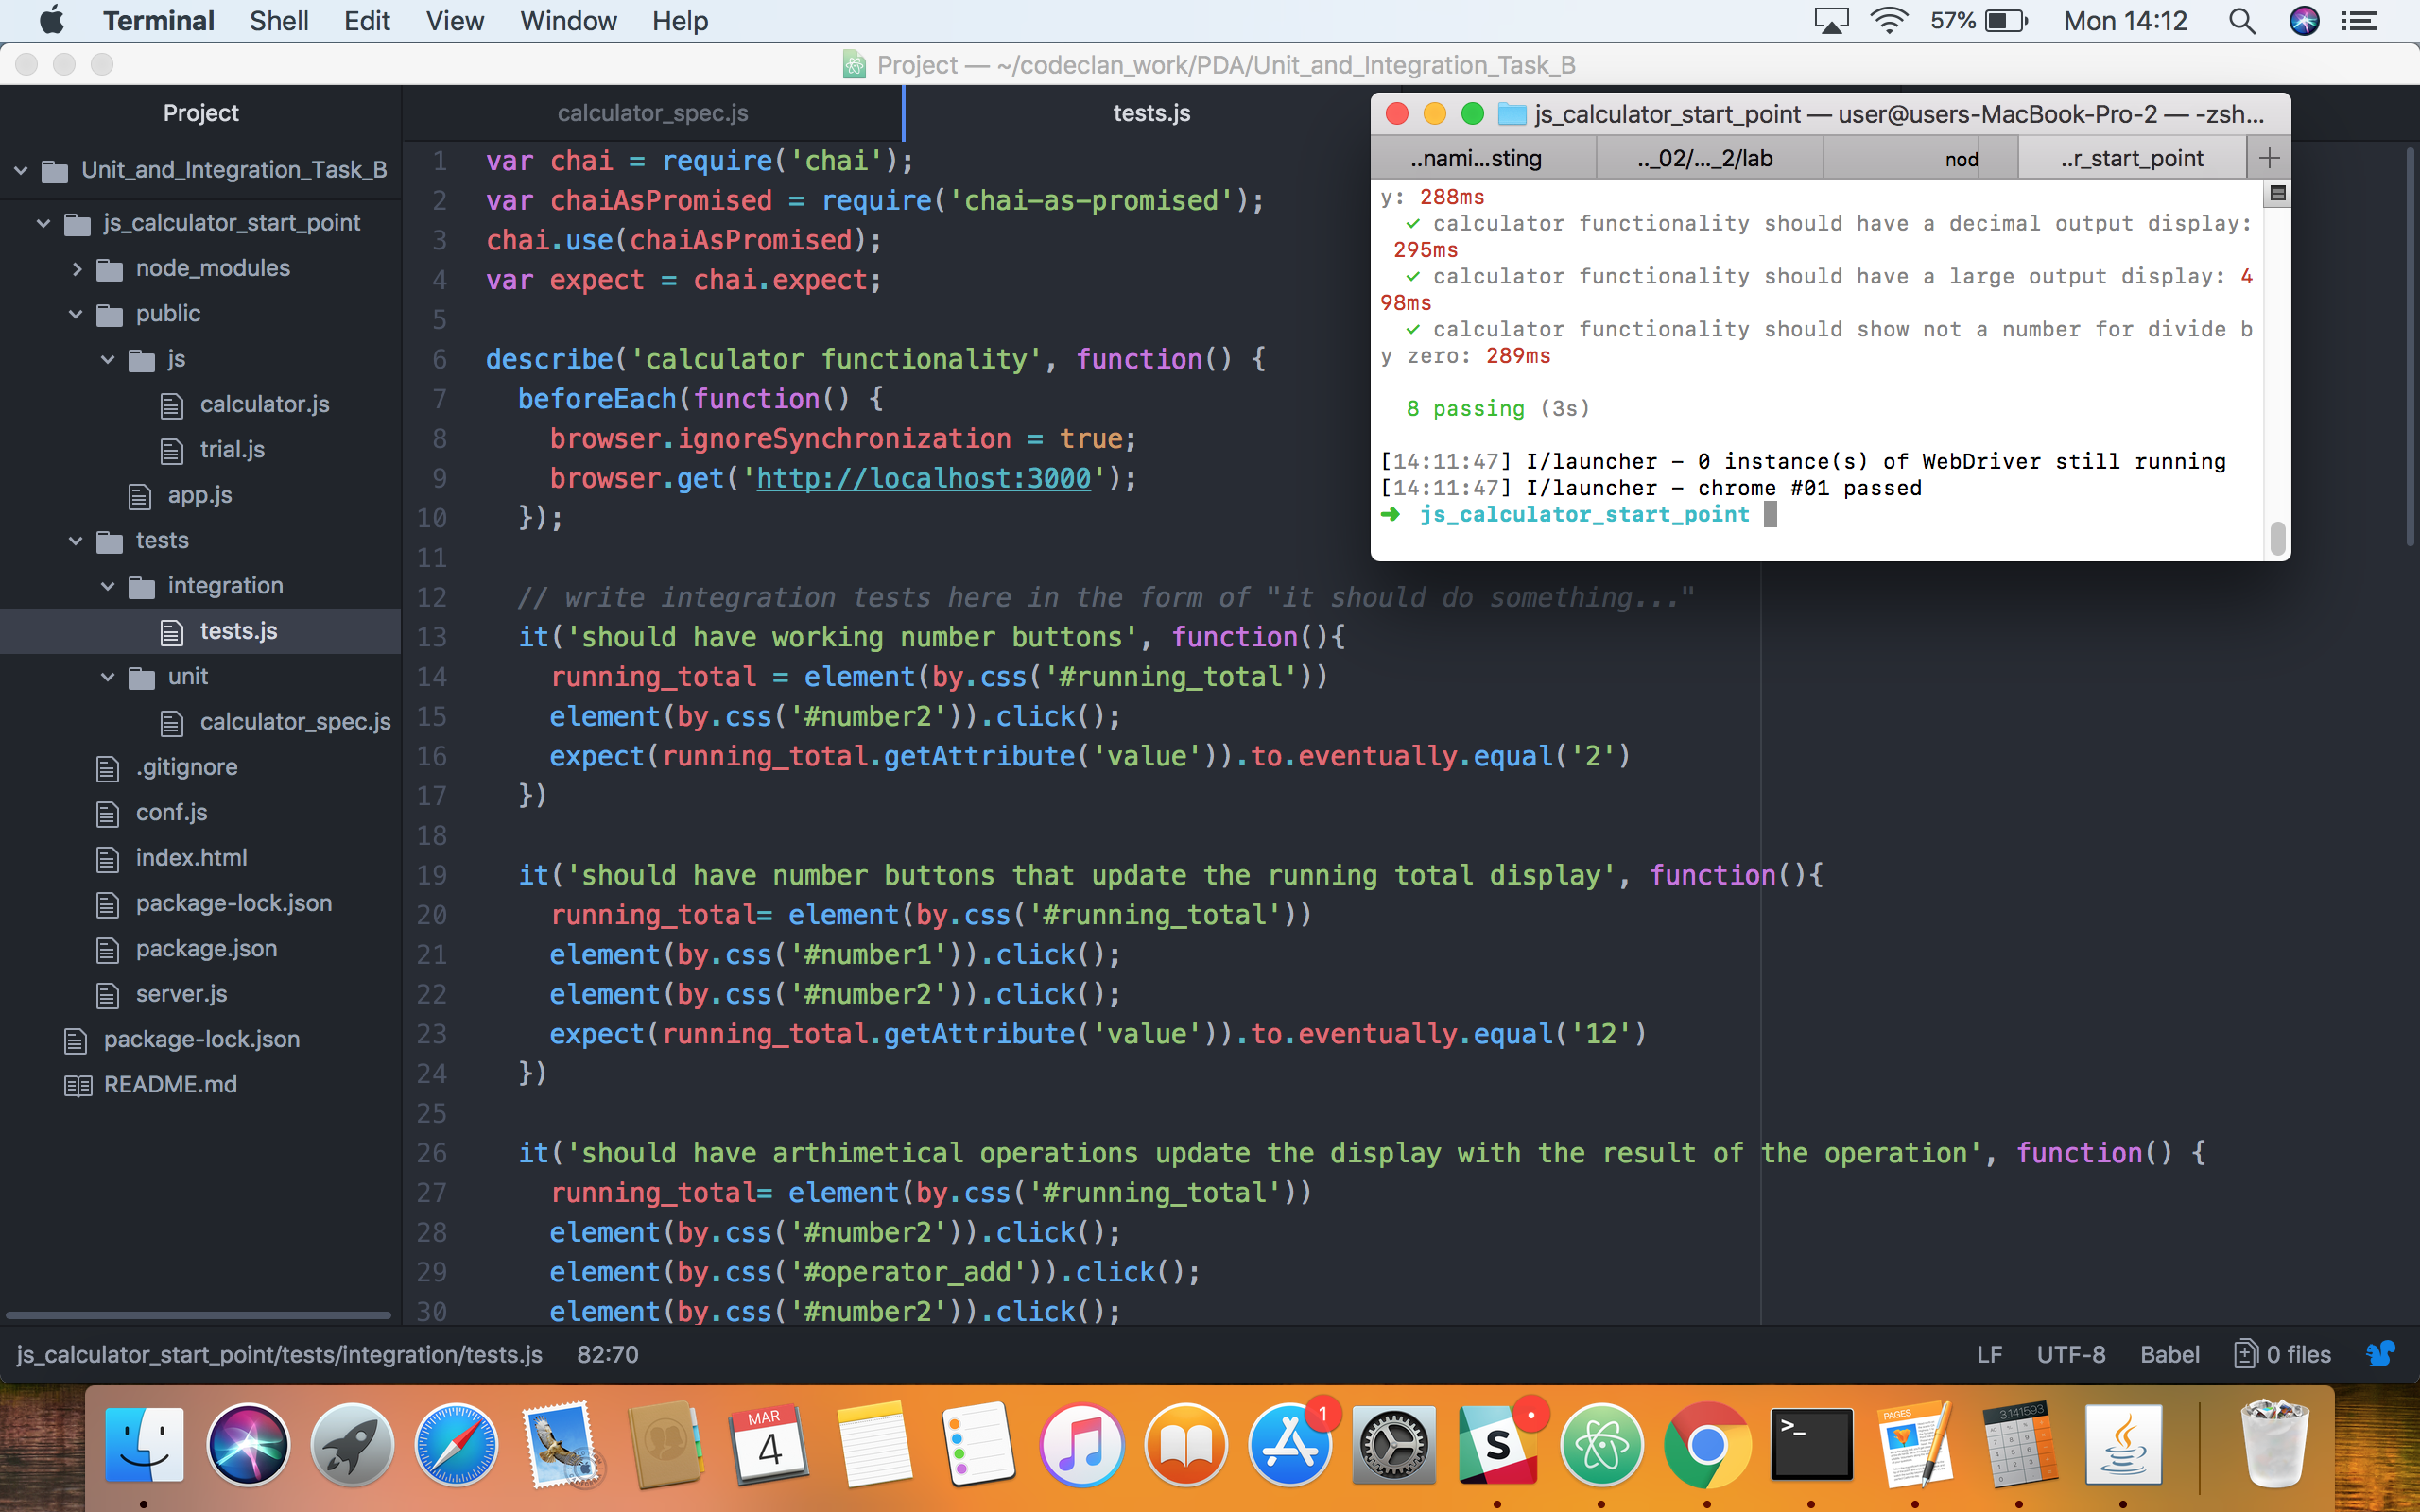 Terminal Shell Edit View Window Help 57% Mon 14:12
Project — ~/codeclan_work/PDA/Unit_and_Integration_Task_B
Project
Unit_and_Integration_Task_B
js_calculator_start_point
node_modules
public
js
calculator.js
trial.js
app.js
tests
integration
tests.js
unit
calculator_spec.js
.gitignore
conf.js
index.html
package-lock.json
package.json
server.js
package-lock.json
README.md
calculator_spec.js tests.js
1 var chai = require('chai');
2 var chaiAsPromised = require('chai-as-promised');
3 chai.use(chaiAsPromised);
4 var expect = chai.expect;
5
6 describe('calculator functionality', function() {
7 beforeEach(function() {
8 browser.ignoreSynchronization = true;
9 browser.get('http://localhost:3000');
10 });
11
12 // write integration tests here in the form of "it should do something..."
13 it('should have working number buttons', function(){
14 running_total = element(by.css('#running_total'))
15 element(by.css('#number2')).click();
16 expect(running_total.getAttribute('value')).to.eventually.equal('2')
17 })
18
19 it('should have number buttons that update the running total display', function(){
20 running_total= element(by.css('#running_total'))
21 element(by.css('#number1')).click();
22 element(by.css('#number2')).click();
23 expect(running_total.getAttribute('value')).to.eventually.equal('12')
24 })
25
26 it('should have arthimetical operations update the display with the result of the operation', function() {
27 running_total= element(by.css('#running_total'))
28 element(by.css('#number2')).click();
29 element(by.css('#operator_add')).click();
30 element(by.css('#number2')).click();
js_calculator_start_point — user@users-MacBook-Pro-2 — -zsh...
..nami...sting .._02/..._2/lab nod ..r_start_point
y: 288ms
✓ calculator functionality should have a decimal output display:
295ms
✓ calculator functionality should have a large output display: 4
98ms
✓ calculator functionality should show not a number for divide b
y zero: 289ms
8 passing (3s)
[14:11:47] I/launcher - 0 instance(s) of WebDriver still running
[14:11:47] I/launcher - chrome #01 passed
➜ js_calculator_start_point
js_calculator_start_point/tests/integration/tests.js 82:70 LF UTF-8 Babel 0 files
MAR
4
1
S
>_
PAGES
3.141593